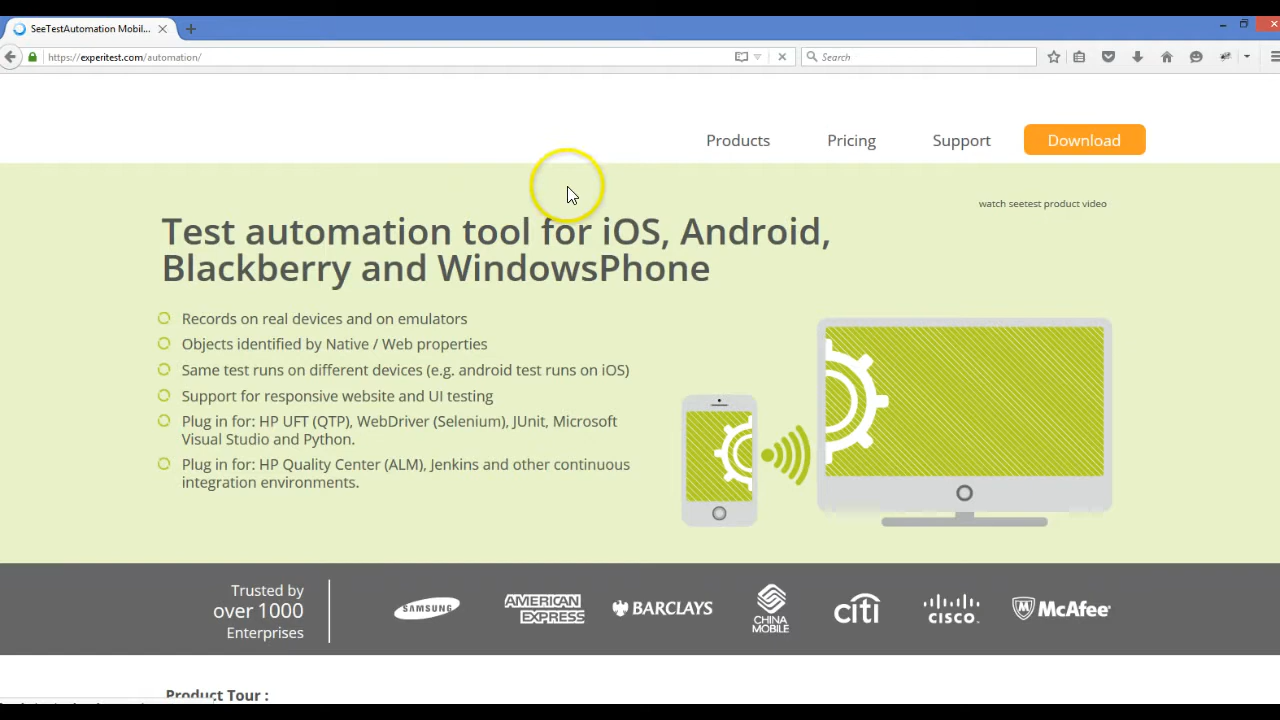 SeeTestAutomation Mobil...
https://experitest.com/automation/
Search
Products
Pricing
Support
Download
watch seetest product video
Test automation tool for iOS, Android,
Blackberry and WindowsPhone
Records on real devices and on emulators
Objects identified by Native / Web properties
Same test runs on different devices (e.g. android test runs on iOS)
Support for responsive website and UI testing
Plug in for: HP UFT (QTP), WebDriver (Selenium), JUnit, Microsoft
Visual Studio and Python.
Plug in for: HP Quality Center (ALM), Jenkins and other continuous
integration environments.
Trusted by
over 1000
Enterprises
SAMSUNG
AMERICAN
EXPRESS
BARCLAYS
CHINA
MOBILE
citi
CISCO
McAfee
Product Tour :